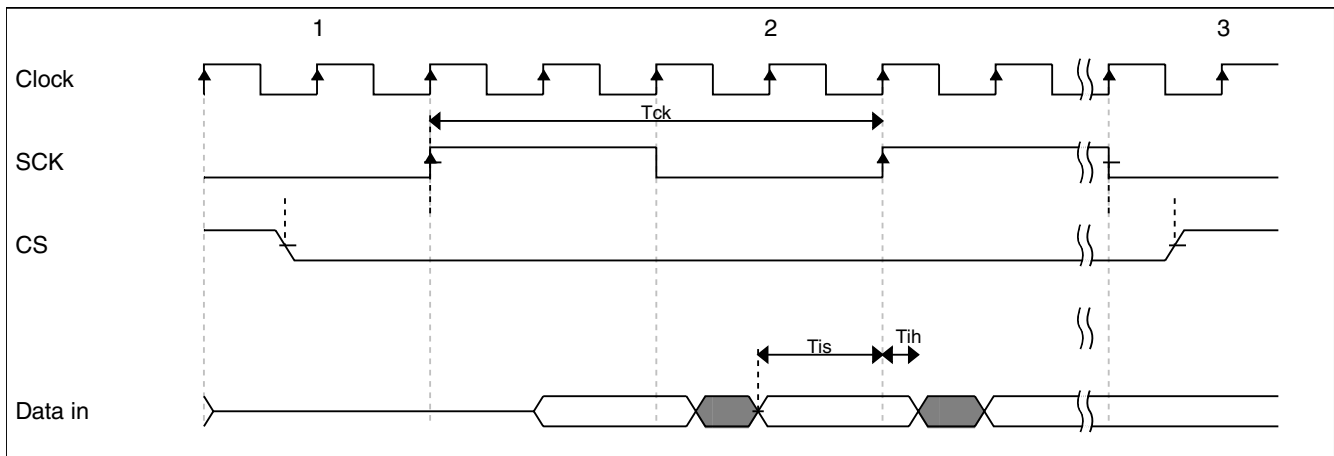 1 2 3
Clock
Tck
SCK
CS
Tis Tih
Data in